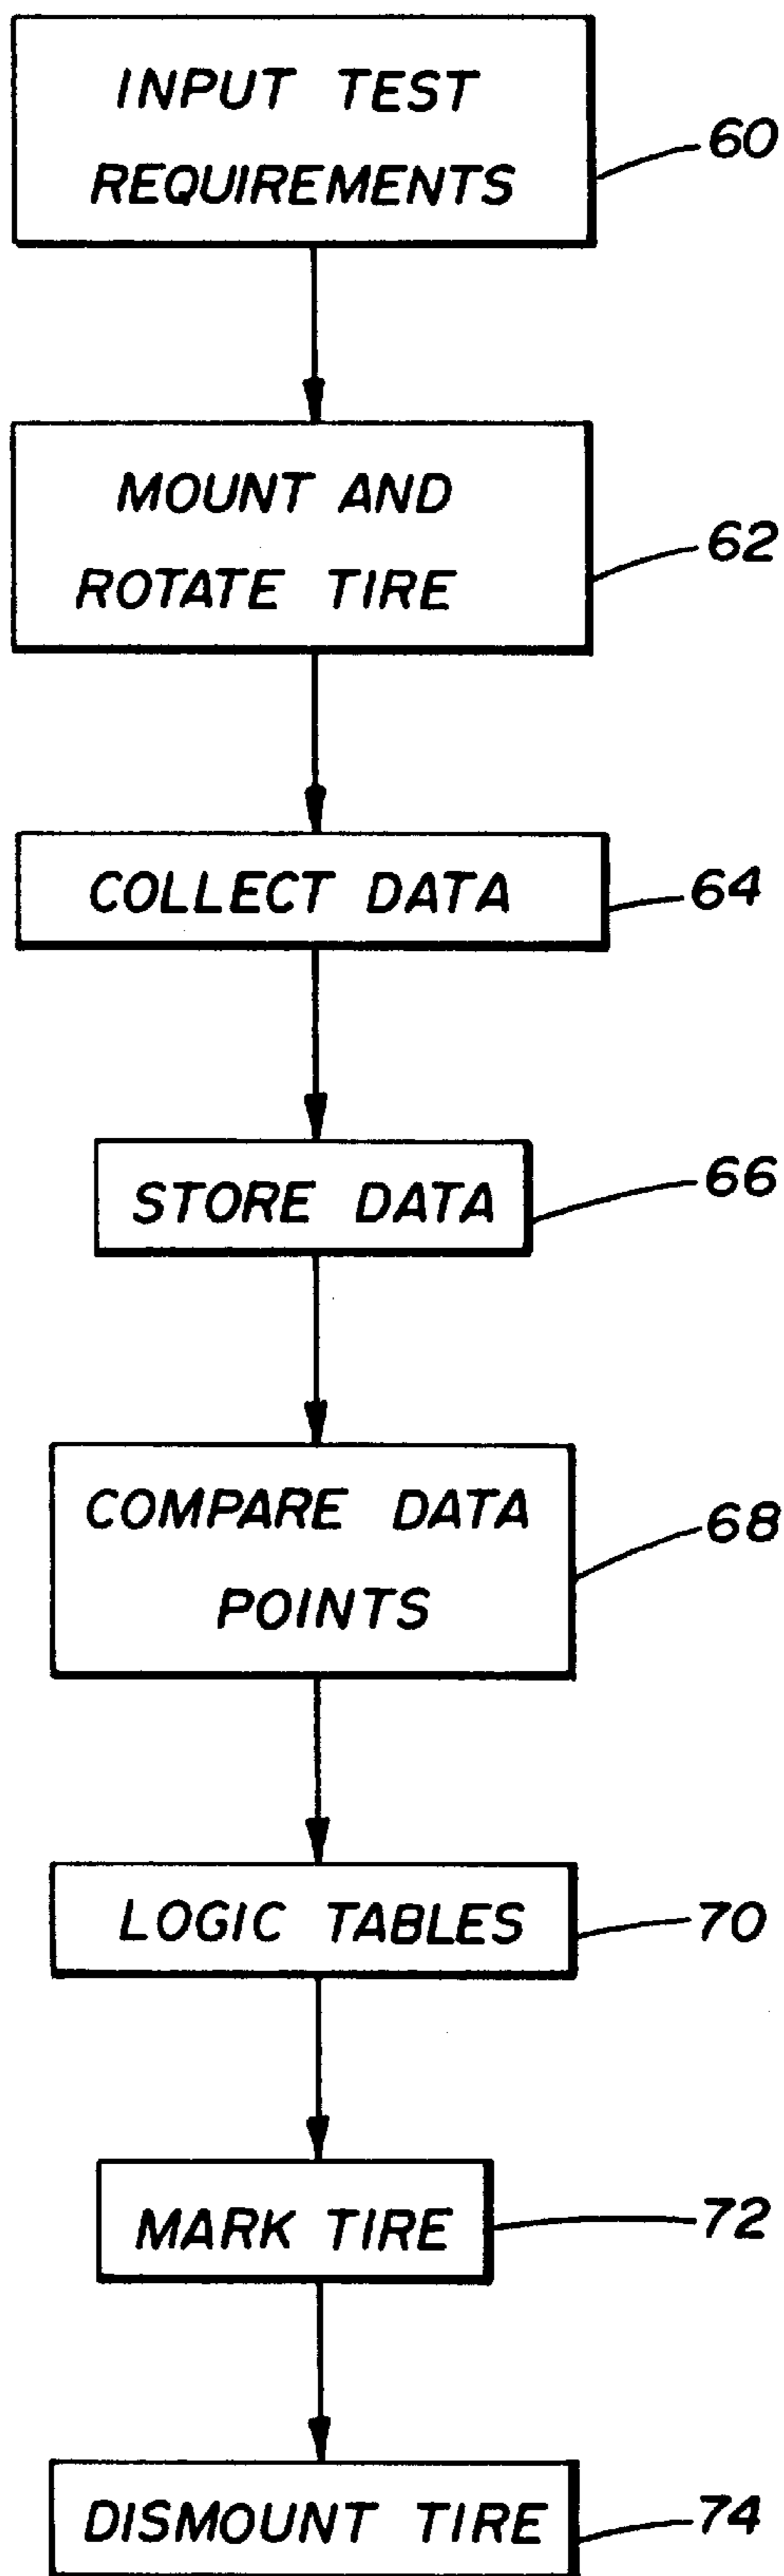 INPUT TEST
REQUIREMENTS
60
MOUNT AND
ROTATE TIRE
62
COLLECT DATA
64
STORE DATA
66
COMPARE DATA
POINTS
68
LOGIC TABLES
70
MARK TIRE
72
DISMOUNT TIRE
74